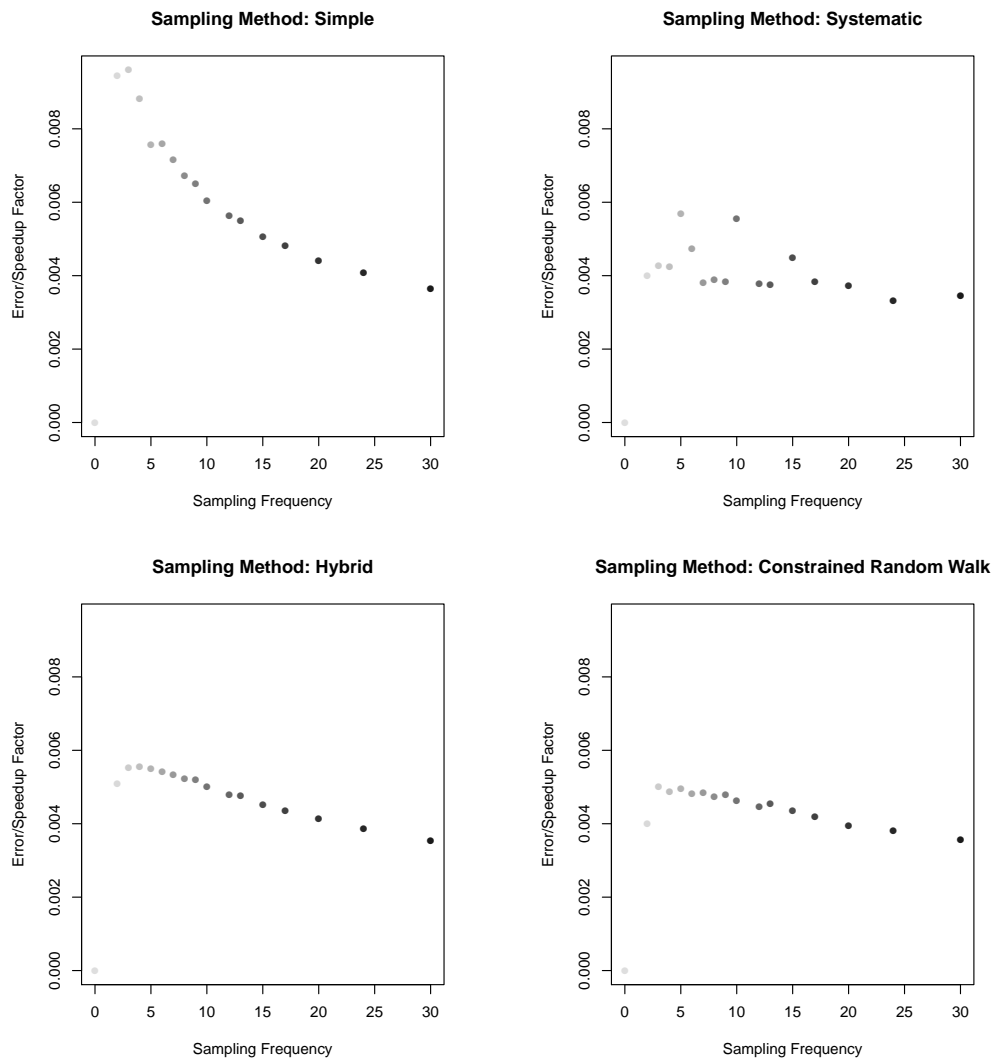 Sampling Method: Simple
Error/Speedup Factor
0.008
0.006
0.004
0.002
0.000
0 5 10 15 20 25 30
Sampling Frequency
Sampling Method: Systematic
Error/Speedup Factor
0.008
0.006
0.004
0.002
0.000
0 5 10 15 20 25 30
Sampling Frequency
Sampling Method: Hybrid
Error/Speedup Factor
0.008
0.006
0.004
0.002
0.000
0 5 10 15 20 25 30
Sampling Frequency
Sampling Method: Constrained Random Walk
Error/Speedup Factor
0.008
0.006
0.004
0.002
0.000
0 5 10 15 20 25 30
Sampling Frequency